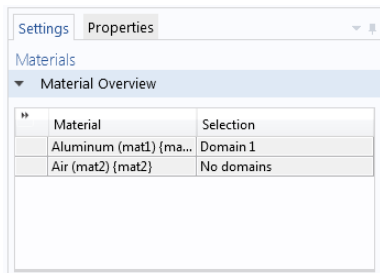 Settings Properties
Materials
Material Overview
Material Selection
Aluminum (mat1) {ma... Domain 1
Air (mat2) {mat2} No domains